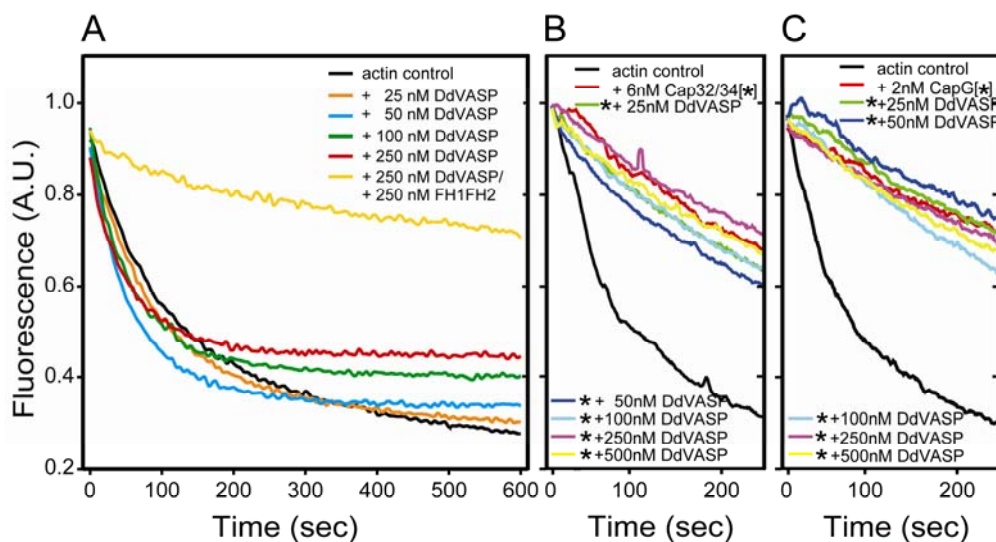 A
B
C
actin control
+ 25 nM DdVASP
+ 50 nM DdVASP
+ 100 nM DdVASP
+ 250 nM DdVASP
+ 250 nM DdVASP/
+ 250 nM FH1FH2
actin control
+ 6nM Cap32/34[*]
*+ 25nM DdVASP
actin control
+ 2nM CapG[*]
*+25nM DdVASP
*+50nM DdVASP
*+ 50nM DdVASP
*+100nM DdVASP
*+250nM DdVASP
*+500nM DdVASP
*+100nM DdVASP
*+250nM DdVASP
*+500nM DdVASP
Fluorescence (A.U.)
1.0
0.8
0.6
0.4
0.2
0 100 200 300 400 500 600
0 100 200
0 100 200
Time (sec)
Time (sec)
Time (sec)